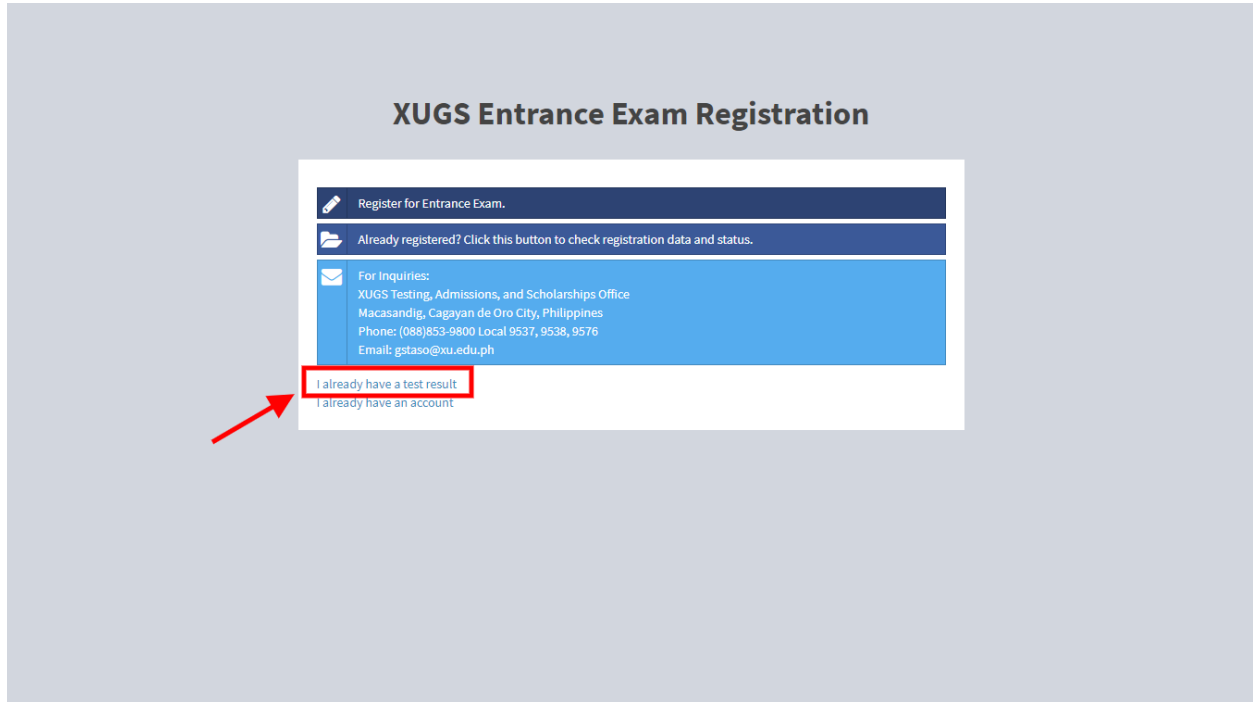 XUGS Entrance Exam Registration
Register for Entrance Exam.
Already registered? Click this button to check registration data and status.
For Inquiries:
XUGS Testing, Admissions, and Scholarships Office
Macasandig, Cagayan de Oro City, Philippines
Phone: (088)853-9800 Local 9537, 9538, 9576
Email: gstaso@xu.edu.ph
I already have a test result
I already have an account